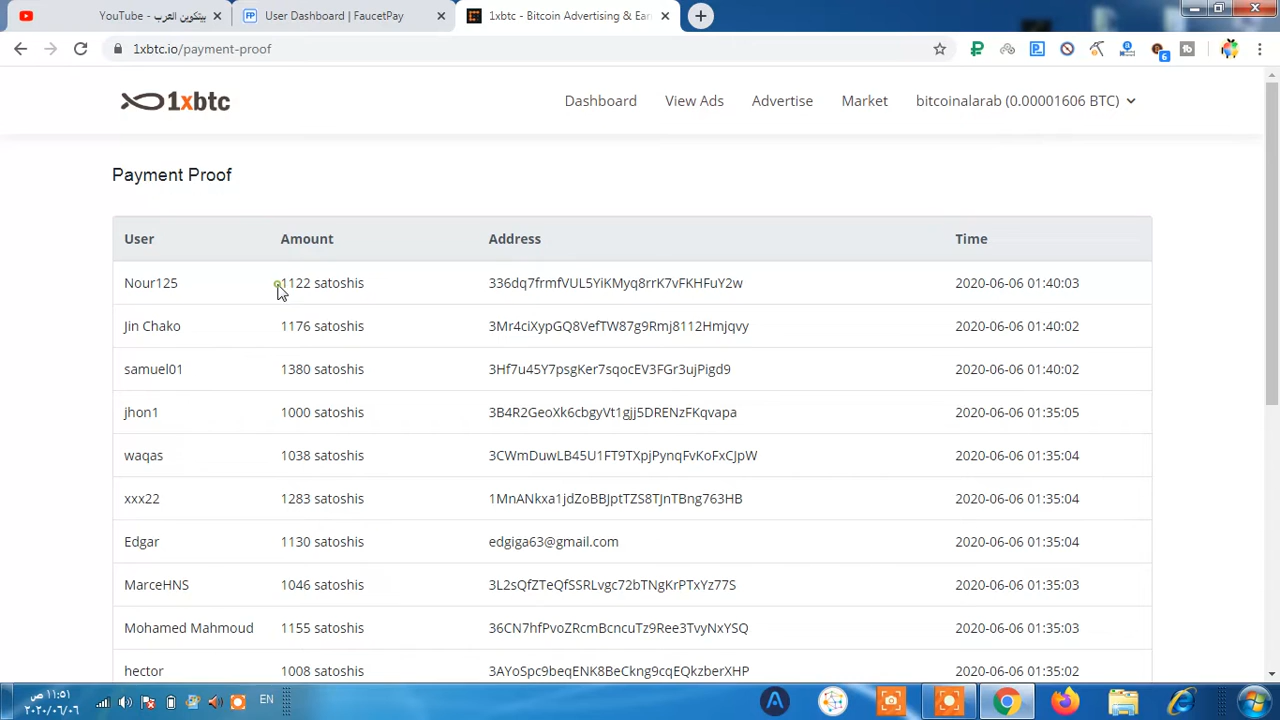 YouTube - بيتكوين العرب
User Dashboard | FaucetPay
1xbtc - Bitcoin Advertising & Ear
1xbtc.io/payment-proof
6
1xbtc
Dashboard
View Ads
Advertise
Market
bitcoinalarab (0.00001606 BTC)
Payment Proof
User Amount Address Time
Nour125 1122 satoshis 336dq7frmfVUL5YiKMyq8rrK7vFKHFuY2w 2020-06-06 01:40:03
Jin Chako 1176 satoshis 3Mr4ciXypGQ8VefTW87g9Rmj8112Hmjqvy 2020-06-06 01:40:02
samuel01 1380 satoshis 3Hf7u45Y7psgKer7sqocEV3FGr3ujPigd9 2020-06-06 01:40:02
jhon1 1000 satoshis 3B4R2GeoXk6cbgyVt1gjj5DRENzFKqvapa 2020-06-06 01:35:05
waqas 1038 satoshis 3CWmDuwLB45U1FT9TXpjPynqFvKoFxCJpW 2020-06-06 01:35:04
xxx22 1283 satoshis 1MnANkxa1jdZoBBJptTZS8TJnTBng763HB 2020-06-06 01:35:04
Edgar 1130 satoshis edgiga63@gmail.com 2020-06-06 01:35:04
MarceHNS 1046 satoshis 3L2sQfZTeQfSSRLvgc72bTNgKrPTxYz77S 2020-06-06 01:35:03
Mohamed Mahmoud 1155 satoshis 36CN7hfPvoZRcmBcncuTz9Ree3TvyNxYSQ 2020-06-06 01:35:03
hector 1008 satoshis 3AYoSpc9beqENK8BeCkng9cqEQkzberXHP 2020-06-06 01:35:02
١١:٥١ ص
٢٠٢٠/٠٦/٠٦
EN